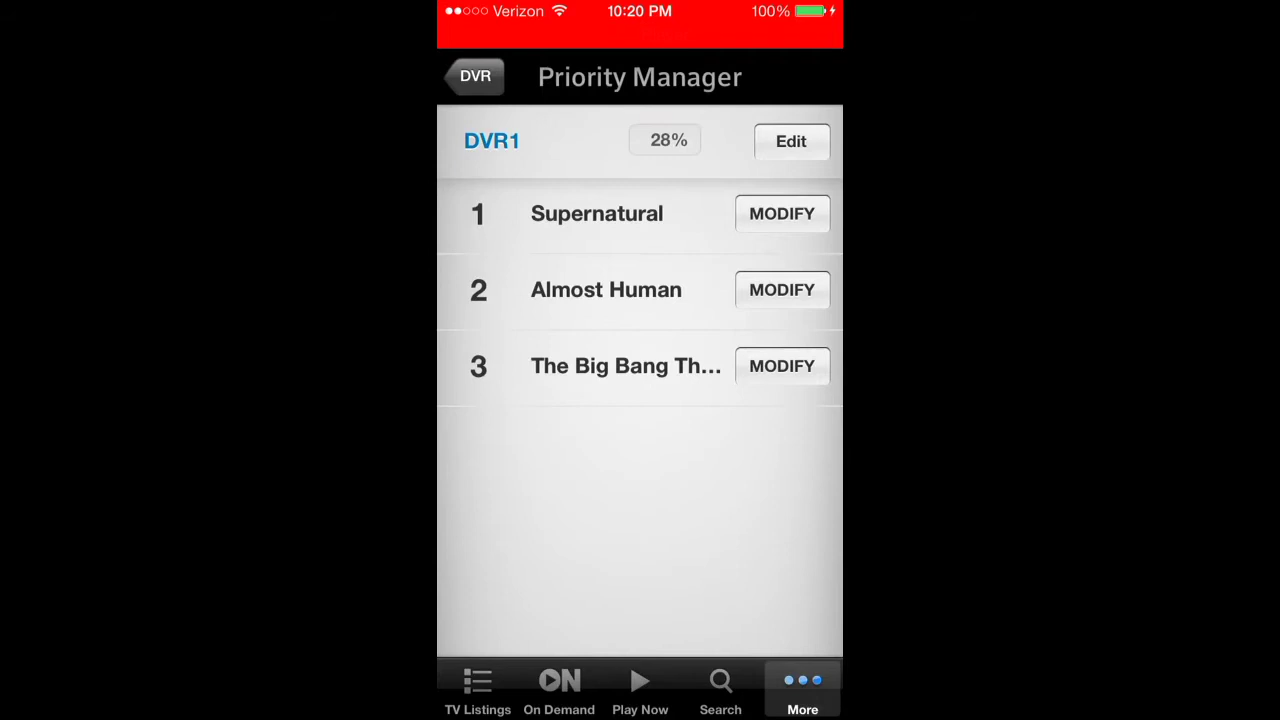 Verizon 10:20 PM 100%
DVR Priority Manager
DVR1 28% Edit
1 Supernatural MODIFY
2 Almost Human MODIFY
3 The Big Bang Th... MODIFY
ON
TV Listings On Demand Play Now Search More